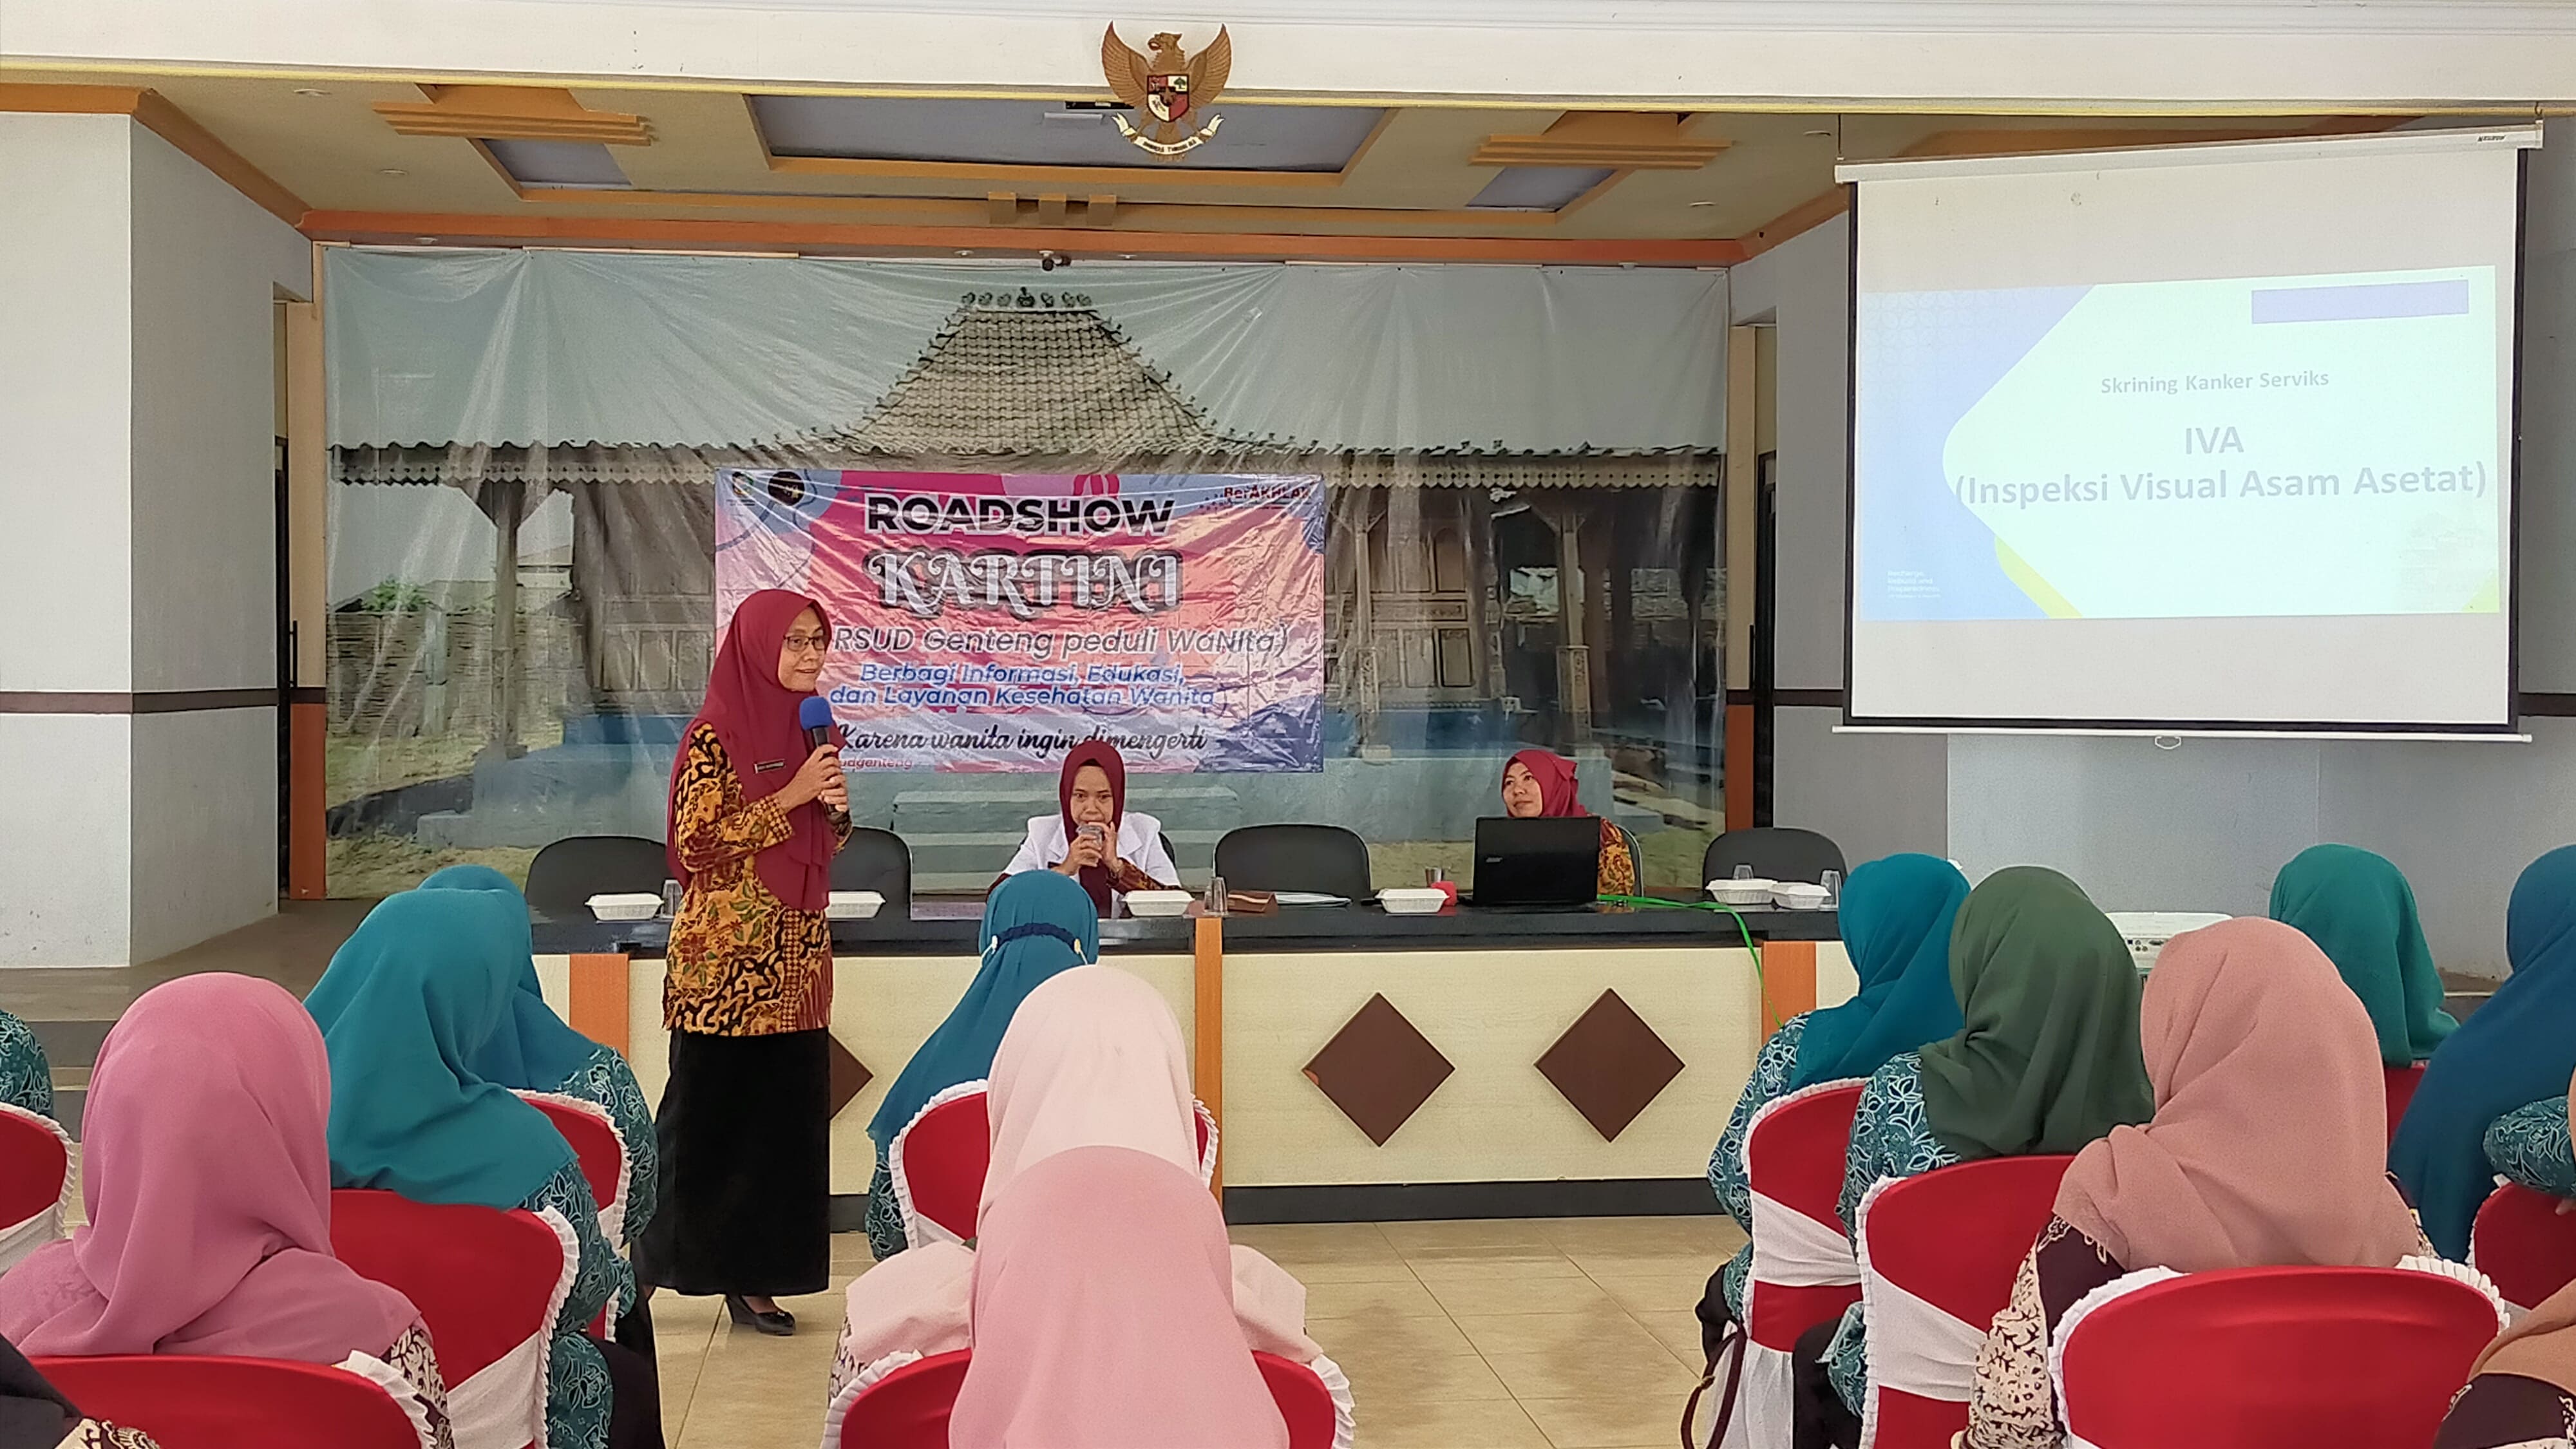 BerAKHLAK
ROADSHOW
KARTINI
RSUD Genteng peduli WaNIta)
Berbagi Informasi, Edukasi,
dan Layanan Kesehatan Wanita
Karena wanita ingin dimengerti
Skrining Kanker Serviks
IVA
(Inspeksi Visual Asam Asetat)